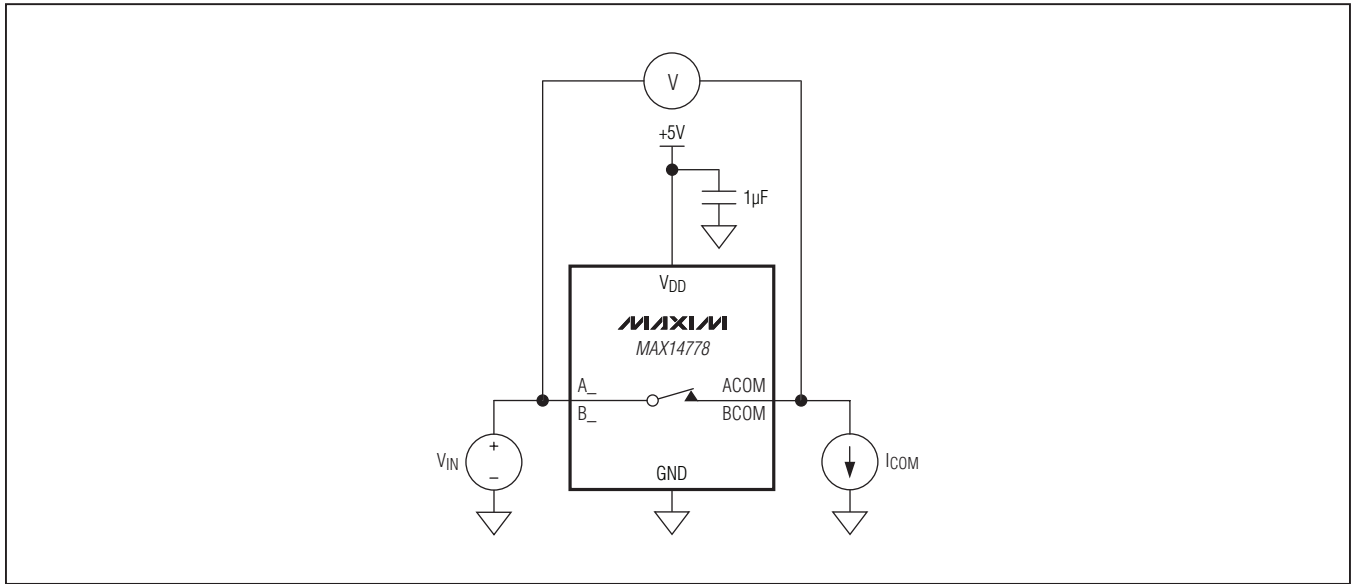 V
+5V
1µF
VDD
MAXIM
MAX14778
A_
ACOM
B_
BCOM
VIN
+
–
ICOM
GND